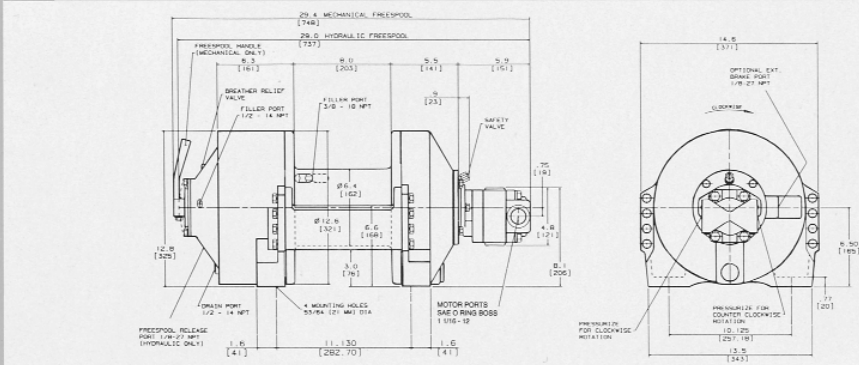 29.4 MECHANICAL FREESPOOL
[748]
29.0 HYDRAULIC FREESPOOL
[737]
FREESPOOL HANDLE
(MECHANICAL ONLY)
6.3
[161]
8.0
[203]
5.5
[141]
5.9
[151]
.9
[23]
BREATHER RELIEF
VALVE
FILLER PORT
1/2 - 14 NPT
FILLER PORT
3/8 - 18 NPT
SAFETY
VALVE
.75
[19]
Ø6.4
[162]
Ø12.6
[321]
6.6
[168]
3.0
[76]
4.8
[121]
8.1
[206]
12.8
[325]
DRAIN PORT
1/2 - 14 NPT
4 MOUNTING HOLES
53/64 (21 MM) DIA
MOTOR PORTS
SAE O RING BOSS
1 1/16 - 12
FREESPOOL RELEASE
PORT 1/8-27 NPT
(HYDRAULIC ONLY)
1.6
[41]
11.130
[282.70]
1.6
[41]
14.6
[371]
OPTIONAL EXT.
BRAKE PORT
1/8-27 NPT
CLOCKWISE
6.50
[165]
.77
[20]
PRESSURIZE FOR
COUNTER CLOCKWISE
ROTATION
PRESSURIZE
FOR CLOCKWISE
ROTATION
10.125
[257.18]
13.5
[343]